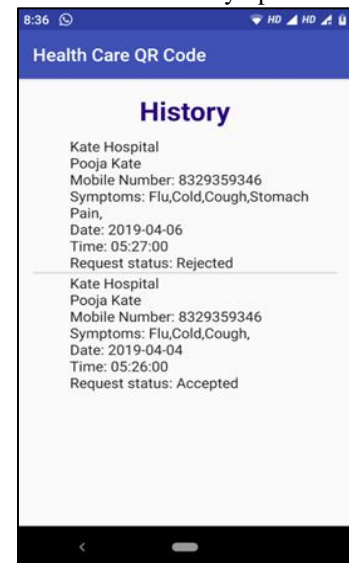 8:36 HD HD
Health Care QR Code
History
Kate Hospital
Pooja Kate
Mobile Number: 8329359346
Symptoms: Flu,Cold,Cough,Stomach
Pain,
Date: 2019-04-06
Time: 05:27:00
Request status: Rejected
Kate Hospital
Pooja Kate
Mobile Number: 8329359346
Symptoms: Flu,Cold,Cough,
Date: 2019-04-04
Time: 05:26:00
Request status: Accepted